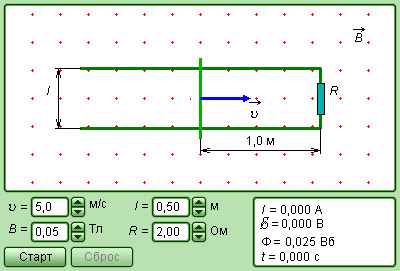 B
l
R
υ
1,0 м
υ = 5,0 м/с l = 0,50 м
B = 0,05 Тл R = 2,00 Ом
Старт Сброс
I = 0,000 А
ℰ = 0,000 В
Ф = 0,025 Вб
t = 0,000 с